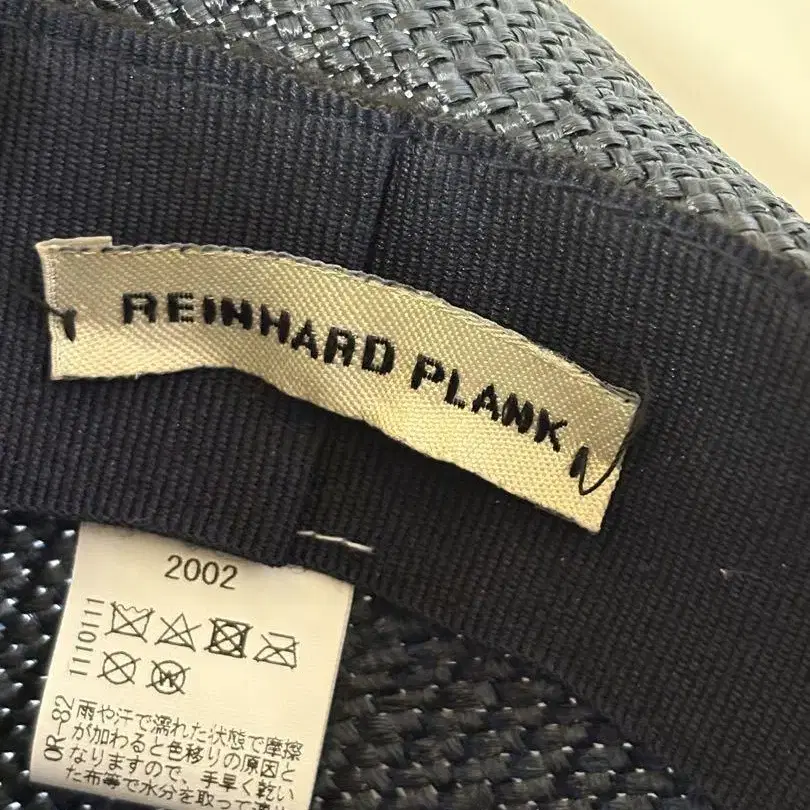 REINHARD PLANK
2002
1110111
W
OR-82
雨や汗で濡れた状態で摩擦
が加わると色移りの原因と
なりますので、手早く乾い
た布等で水分を取って